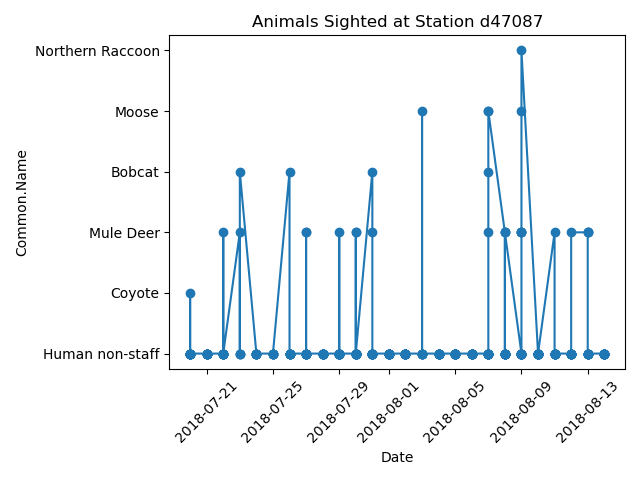 Animals Sighted at Station d47087
Northern Raccoon
Moose
Bobcat
Mule Deer
Coyote
Human non-staff
Common.Name
2018-07-21
2018-07-25
2018-07-29
2018-08-01
2018-08-05
2018-08-09
2018-08-13
Date